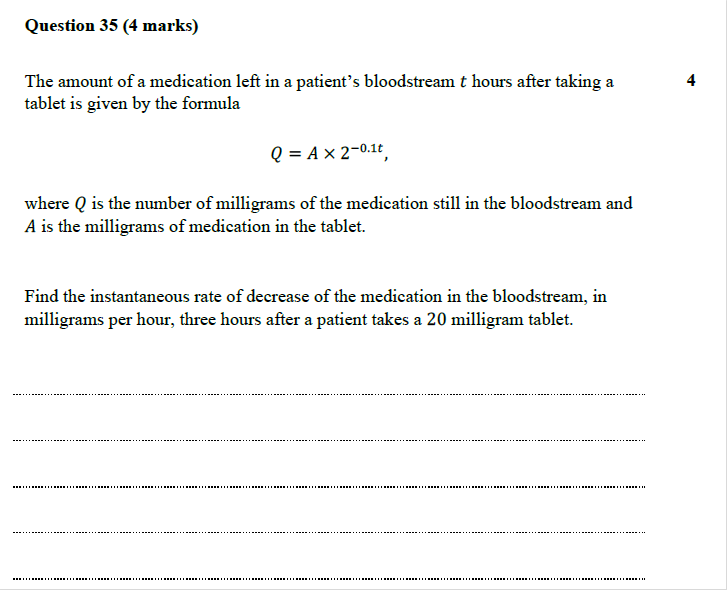 Question 35 (4 marks)
The amount of a medication left in a patient's bloodstream t hours after taking a 4
tablet is given by the formula
Q = A × 2^{-0.1t},
where Q is the number of milligrams of the medication still in the bloodstream and
A is the milligrams of medication in the tablet.
Find the instantaneous rate of decrease of the medication in the bloodstream, in
milligrams per hour, three hours after a patient takes a 20 milligram tablet.